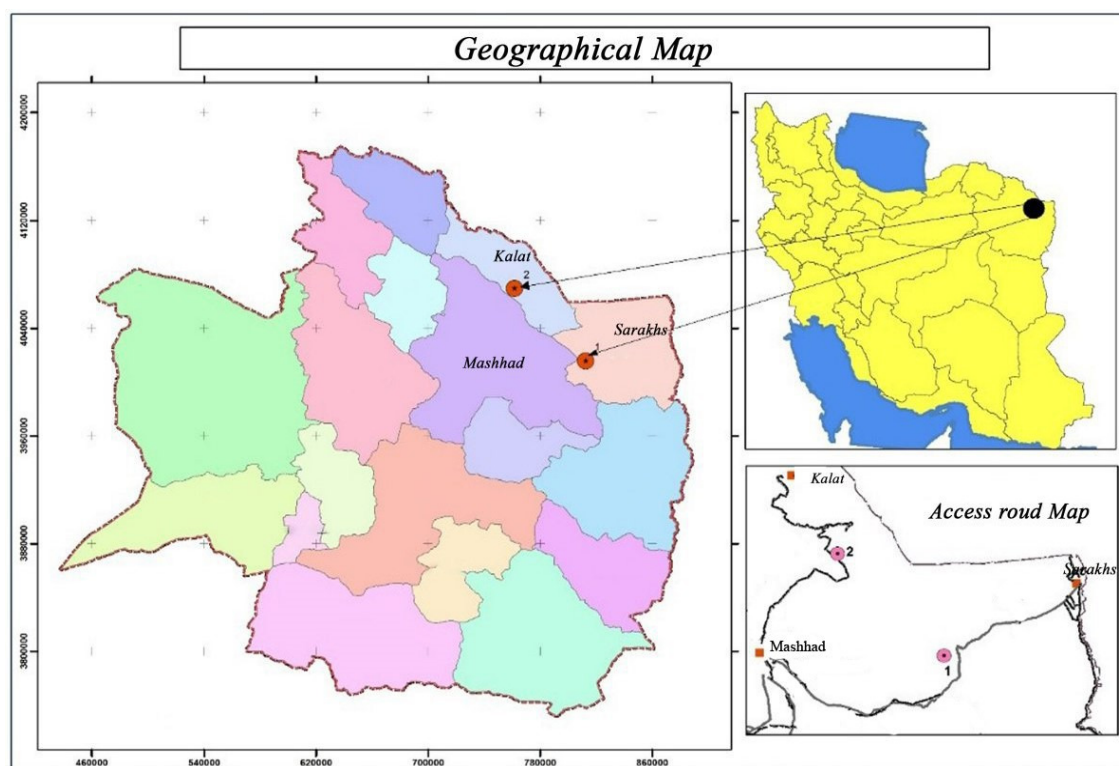 Geographical Map
4200000
4120000
4040000
3960000
3880000
3800000
460000
540000
620000
700000
780000
860000
Kalat
2
Sarakhs
1
Mashhad
Kalat
Access roud Map
2
Sarakhs
Mashhad
1